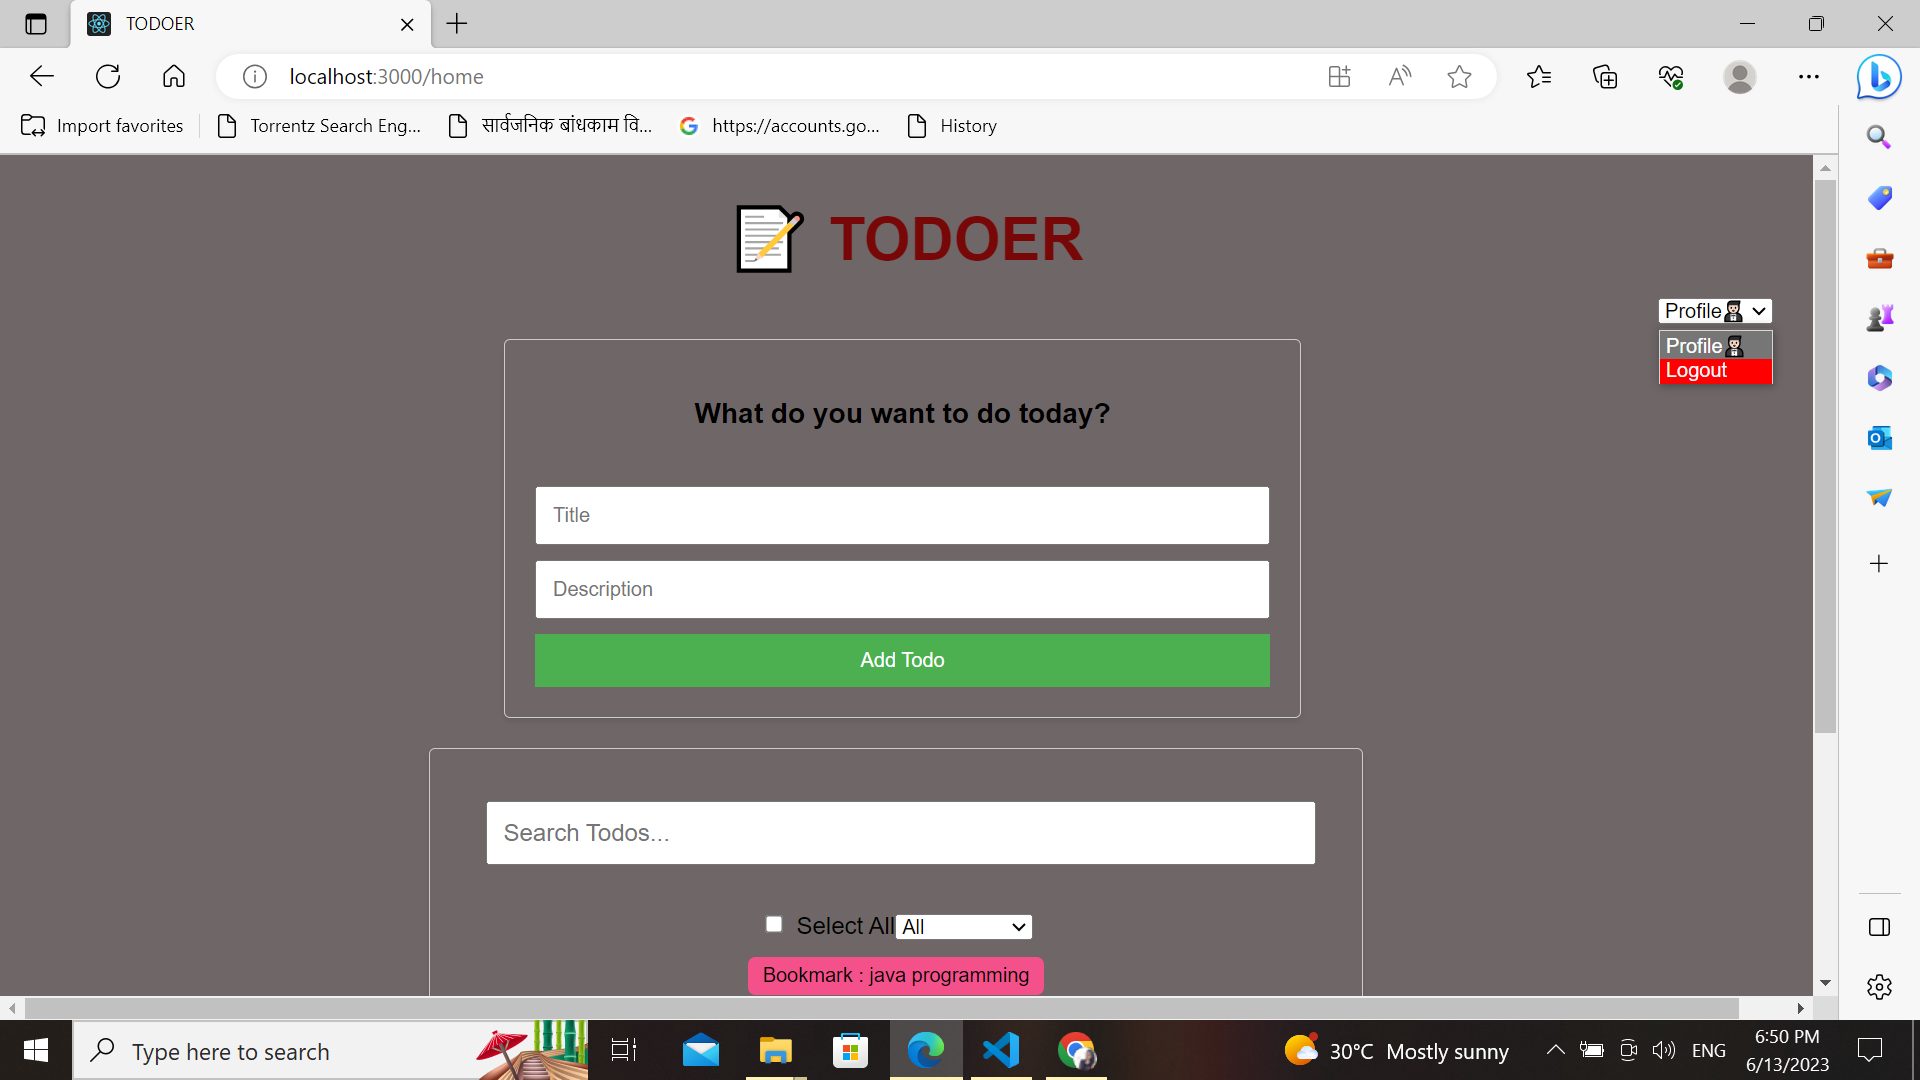 TODOER
localhost:3000/home
Import favorites
Torrentz Search Eng...
सार्वजनिक बांधकाम वि...
https://accounts.go...
History
TODOER
Profile
Profile
Logout
What do you want to do today?
Title
Description
Add Todo
Search Todos...
Select All
All
Bookmark : java programming
Type here to search
30°C Mostly sunny
ENG
6:50 PM
6/13/2023